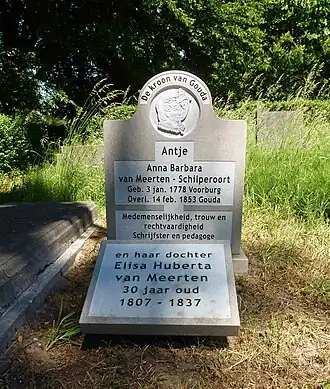 De kroon van Gouda
Antje
Anna Barbara
van Meerten - Schilperoort
Geb. 3 jan. 1778 Voorburg
Overl. 14 feb. 1853 Gouda
Medemenselijkheid, trouw en
rechtvaardigheid
Schrijfster en pedagoge
en haar dochter
Elisa Huberta
van Meerten
30 jaar oud
1807 - 1837